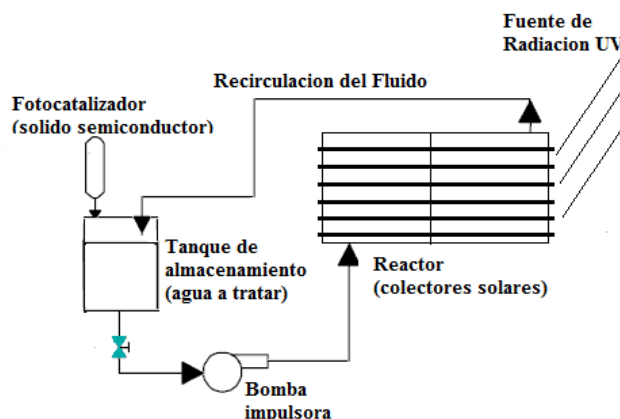 Fuente de
Radiacion UV
Recirculacion del Fluido
Fotocatalizador
(solido semiconductor)
Tanque de
almacenamiento
(agua a tratar)
Reactor
(colectores solares)
Bomba
impulsora